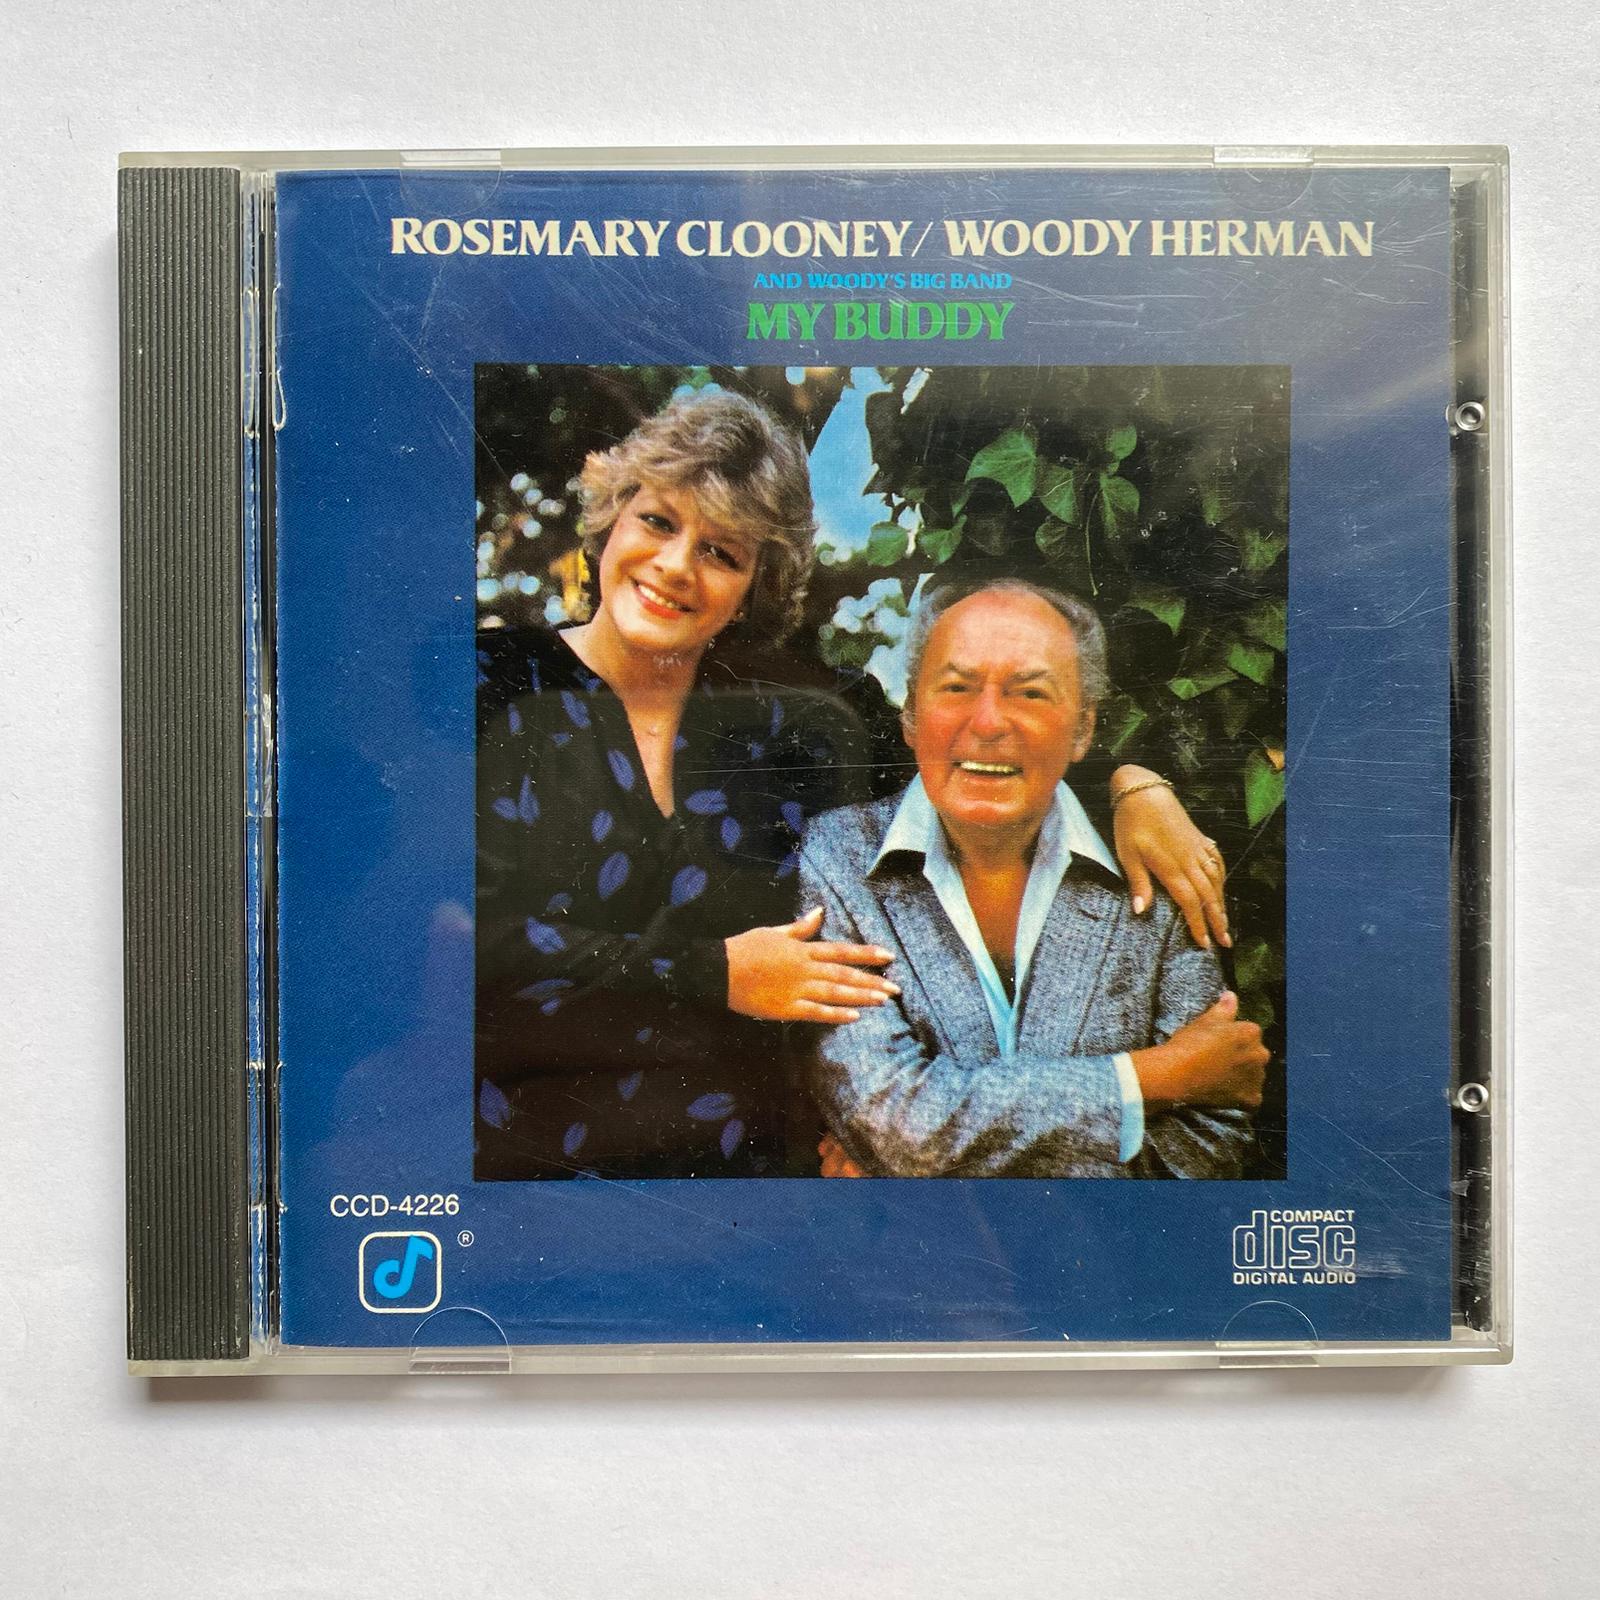 ROSEMARY CLOONEY/ WOODY HERMAN
AND WOODY'S BIG BAND
MY BUDDY
CCD-4226
®
COMPACT
disc
DIGITAL AUDIO